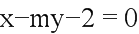 x−my−2 = 0